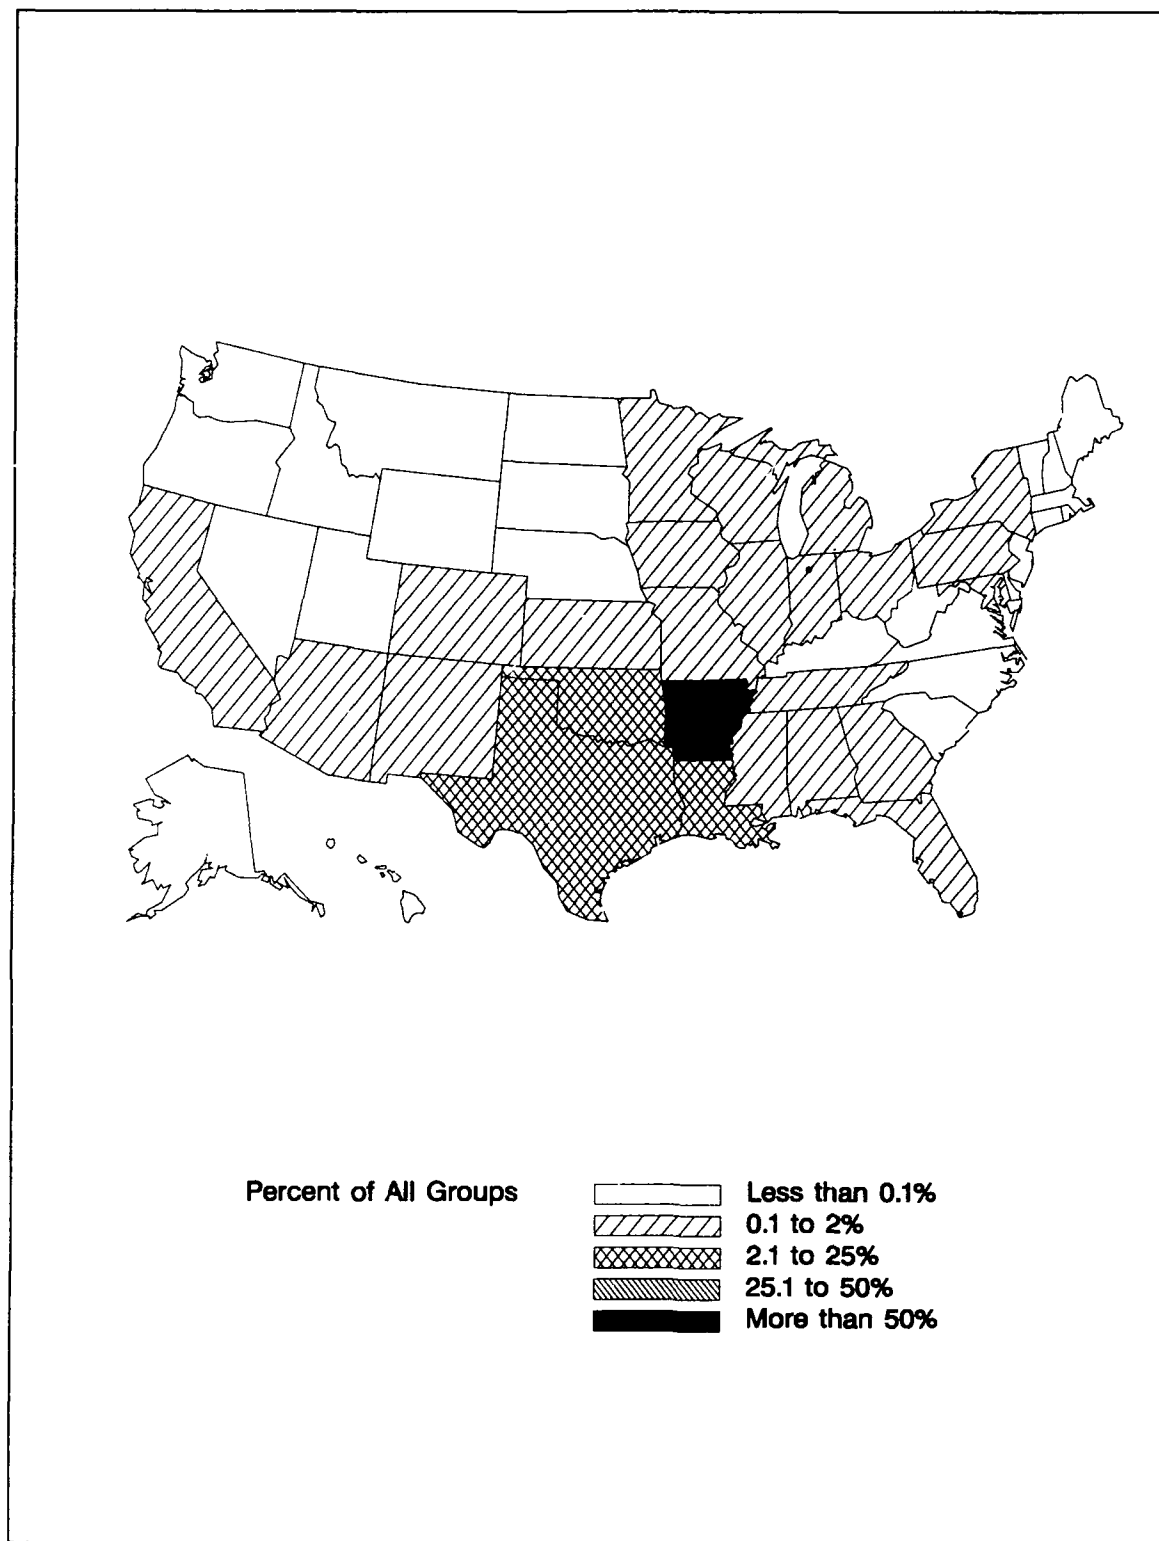 Percent of All Groups
Less than 0.1%
0.1 to 2%
2.1 to 25%
25.1 to 50%
More than 50%